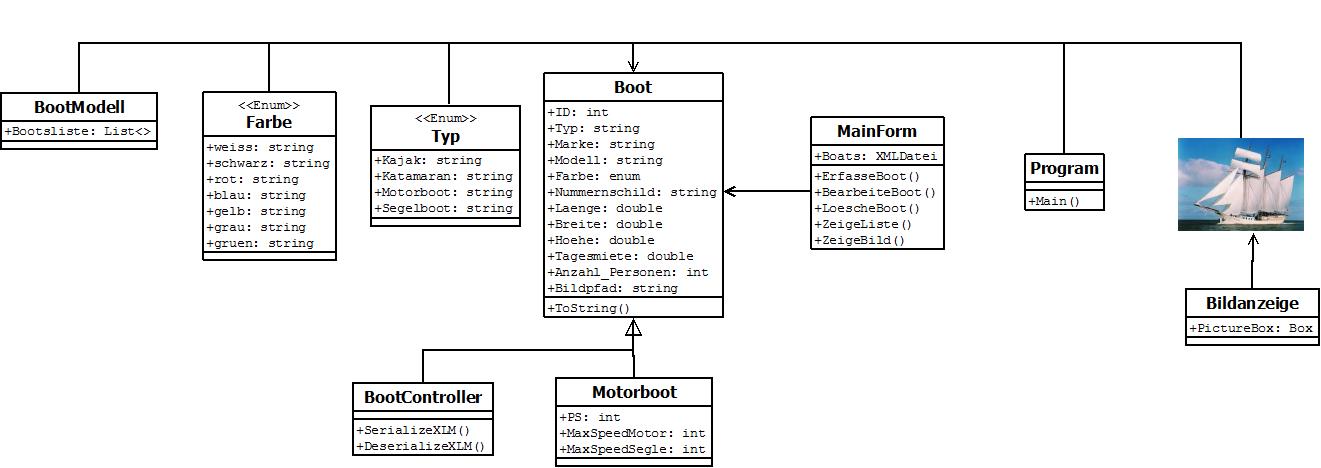 BootModell
+Bootsliste: List<>
<<Enum>>
Farbe
+weiss: string
+schwarz: string
+rot: string
+blau: string
+gelb: string
+grau: string
+gruen: string
<<Enum>>
Typ
+Kajak: string
+Katamaran: string
+Motorboot: string
+Segelboot: string
Boot
+ID: int
+Typ: string
+Marke: string
+Modell: string
+Farbe: enum
+Nummernschild: string
+Laenge: double
+Breite: double
+Hoehe: double
+Tagesmiete: double
+Anzahl_Personen: int
+Bildpfad: string
+ToString()
MainForm
+Boats: XMLDatei
+ErfasseBoot()
+BearbeiteBoot()
+LoescheBoot()
+ZeigeListe()
+ZeigeBild()
Program
+Main()
Bildanzeige
+PictureBox: Box
BootController
+SerializeXLM()
+DeserializeXLM()
Motorboot
+PS: int
+MaxSpeedMotor: int
+MaxSpeedSegle: int